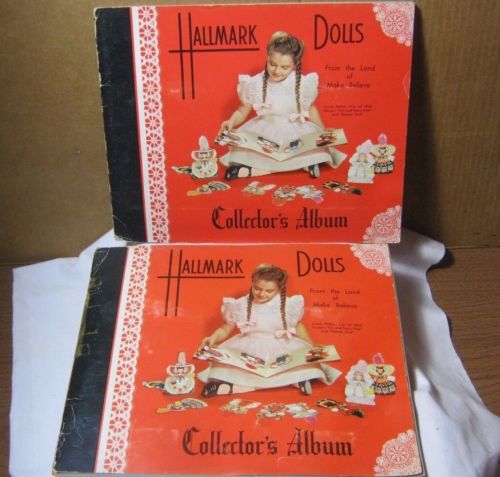 HALLMARK DOLLS
From the Land
of
Make Believe
Collector's Album
HALLMARK DOLLS
From the Land
of
Make Believe
Collector's Album